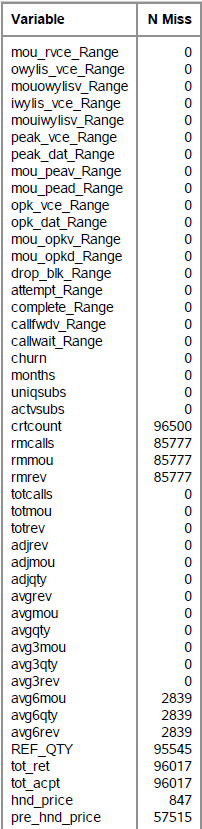 Variable N Miss
mou_rvce_Range 0
owylis_vce_Range 0
mouowylisv_Range 0
iwylis_vce_Range 0
mouiwylisv_Range 0
peak_vce_Range 0
peak_dat_Range 0
mou_peav_Range 0
mou_pead_Range 0
opk_vce_Range 0
opk_dat_Range 0
mou_opkv_Range 0
mou_opkd_Range 0
drop_blk_Range 0
attempt_Range 0
complete_Range 0
callfwdv_Range 0
callwait_Range 0
churn 0
months 0
uniqsubs 0
actvsubs 0
crtcount 96500
rmcalls 85777
rmmou 85777
rmrev 85777
totcalls 0
totmou 0
totrev 0
adjrev 0
adjmou 0
adjqty 0
avgrev 0
avgmou 0
avgqty 0
avg3mou 0
avg3qty 0
avg3rev 0
avg6mou 2839
avg6qty 2839
avg6rev 2839
REF_QTY 95545
tot_ret 96017
tot_acpt 96017
hnd_price 847
pre_hnd_price 57515